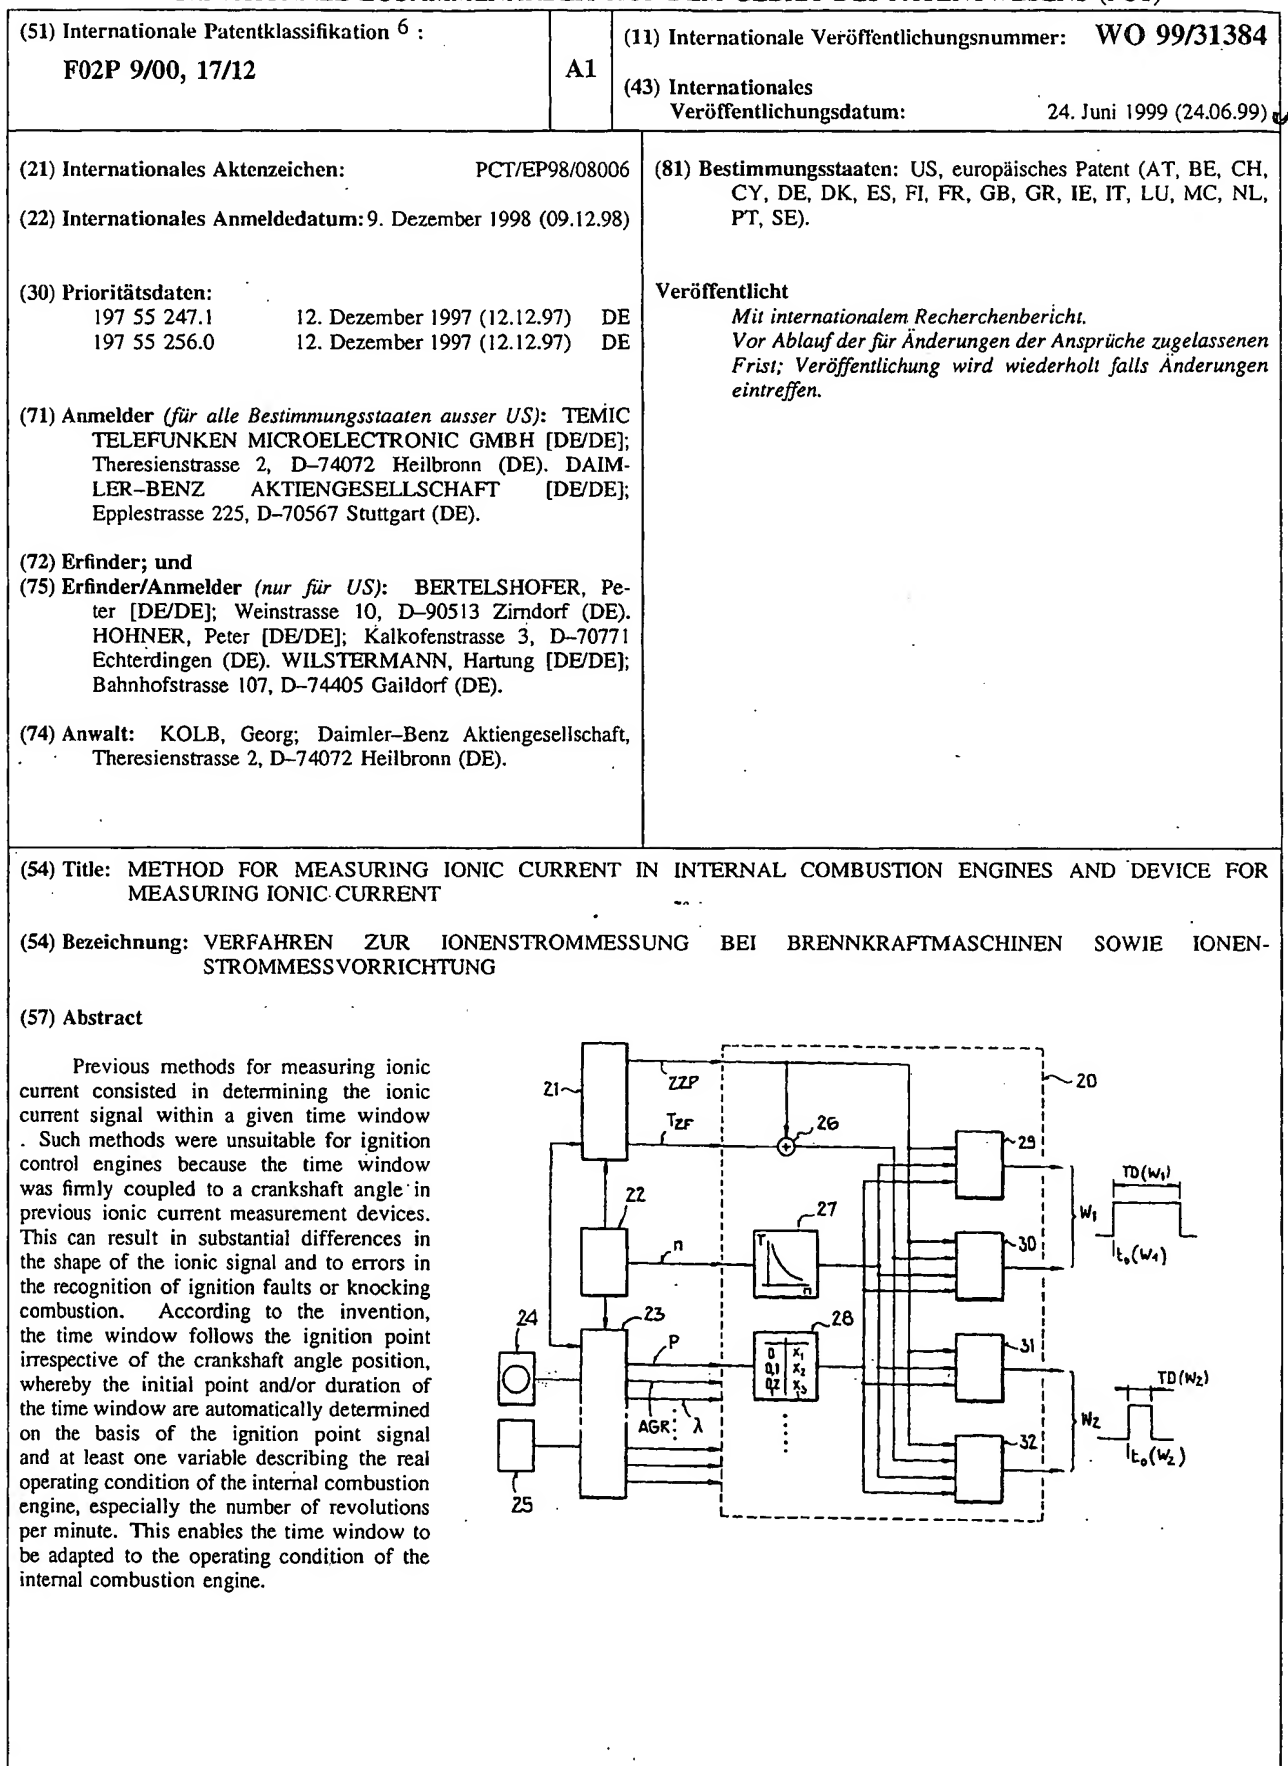 (51) Internationale Patentklassifikation 6 :
F02P 9/00, 17/12
A1
(11) Internationale Veröffentlichungsnummer: WO 99/31384
(43) Internationales
Veröffentlichungsdatum: 24. Juni 1999 (24.06.99)
(21) Internationales Aktenzeichen: PCT/EP98/08006
(22) Internationales Anmeldedatum: 9. Dezember 1998 (09.12.98)
(30) Prioritätsdaten:
197 55 247.1 12. Dezember 1997 (12.12.97) DE
197 55 256.0 12. Dezember 1997 (12.12.97) DE
(71) Anmelder (für alle Bestimmungsstaaten ausser US): TEMIC
TELEFUNKEN MICROELECTRONIC GMBH [DE/DE];
Theresienstrasse 2, D–74072 Heilbronn (DE). DAIM-
LER–BENZ AKTIENGESELLSCHAFT [DE/DE];
Epplestrasse 225, D–70567 Stuttgart (DE).
(72) Erfinder; und
(75) Erfinder/Anmelder (nur für US): BERTELSHOFER, Pe-
ter [DE/DE]; Weinstrasse 10, D–90513 Zirndorf (DE).
HOHNER, Peter [DE/DE]; Kalkofenstrasse 3, D–70771
Echterdingen (DE). WILSTERMANN, Hartung [DE/DE];
Bahnhofstrasse 107, D–74405 Gaildorf (DE).
(74) Anwalt: KOLB, Georg; Daimler–Benz Aktiengesellschaft,
Theresienstrasse 2, D–74072 Heilbronn (DE).
(81) Bestimmungsstaaten: US, europäisches Patent (AT, BE, CH,
CY, DE, DK, ES, FI, FR, GB, GR, IE, IT, LU, MC, NL,
PT, SE).
Veröffentlicht
Mit internationalem Recherchenbericht.
Vor Ablauf der für Änderungen der Ansprüche zugelassenen
Frist; Veröffentlichung wird wiederholt falls Änderungen
eintreffen.
(54) Title: METHOD FOR MEASURING IONIC CURRENT IN INTERNAL COMBUSTION ENGINES AND DEVICE FOR
MEASURING IONIC CURRENT
(54) Bezeichnung: VERFAHREN ZUR IONENSTROMMESSUNG BEI BRENNKRAFTMASCHINEN SOWIE IONEN-
STROMMESSVORRICHTUNG
(57) Abstract
Previous methods for measuring ionic
current consisted in determining the ionic
current signal within a given time window
. Such methods were unsuitable for ignition
control engines because the time window
was firmly coupled to a crankshaft angle in
previous ionic current measurement devices.
This can result in substantial differences in
the shape of the ionic signal and to errors in
the recognition of ignition faults or knocking
combustion. According to the invention,
the time window follows the ignition point
irrespective of the crankshaft angle position,
whereby the initial point and/or duration of
the time window are automatically determined
on the basis of the ignition point signal
and at least one variable describing the real
operating condition of the internal combustion
engine, especially the number of revolutions
per minute. This enables the time window to
be adapted to the operating condition of the
internal combustion engine.
21
ZZP
20
TZF
26
29
TD(W1)
22
27
W1
n
T
n
30
t0(W1)
24
23
28
P
0 x1
0,1 x2
0,2 x3
31
TD(W2)
AGR
λ
W2
32
t0(W2)
25